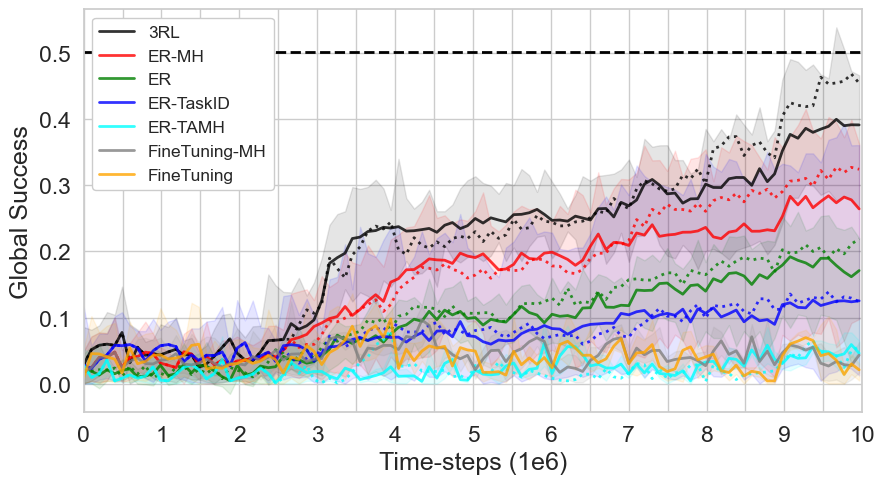 3RL
ER-MH
ER
ER-TaskID
ER-TAMH
FineTuning-MH
FineTuning
Global Success
0.5
0.4
0.3
0.2
0.1
0.0
0 1 2 3 4 5 6 7 8 9 10
Time-steps (1e6)